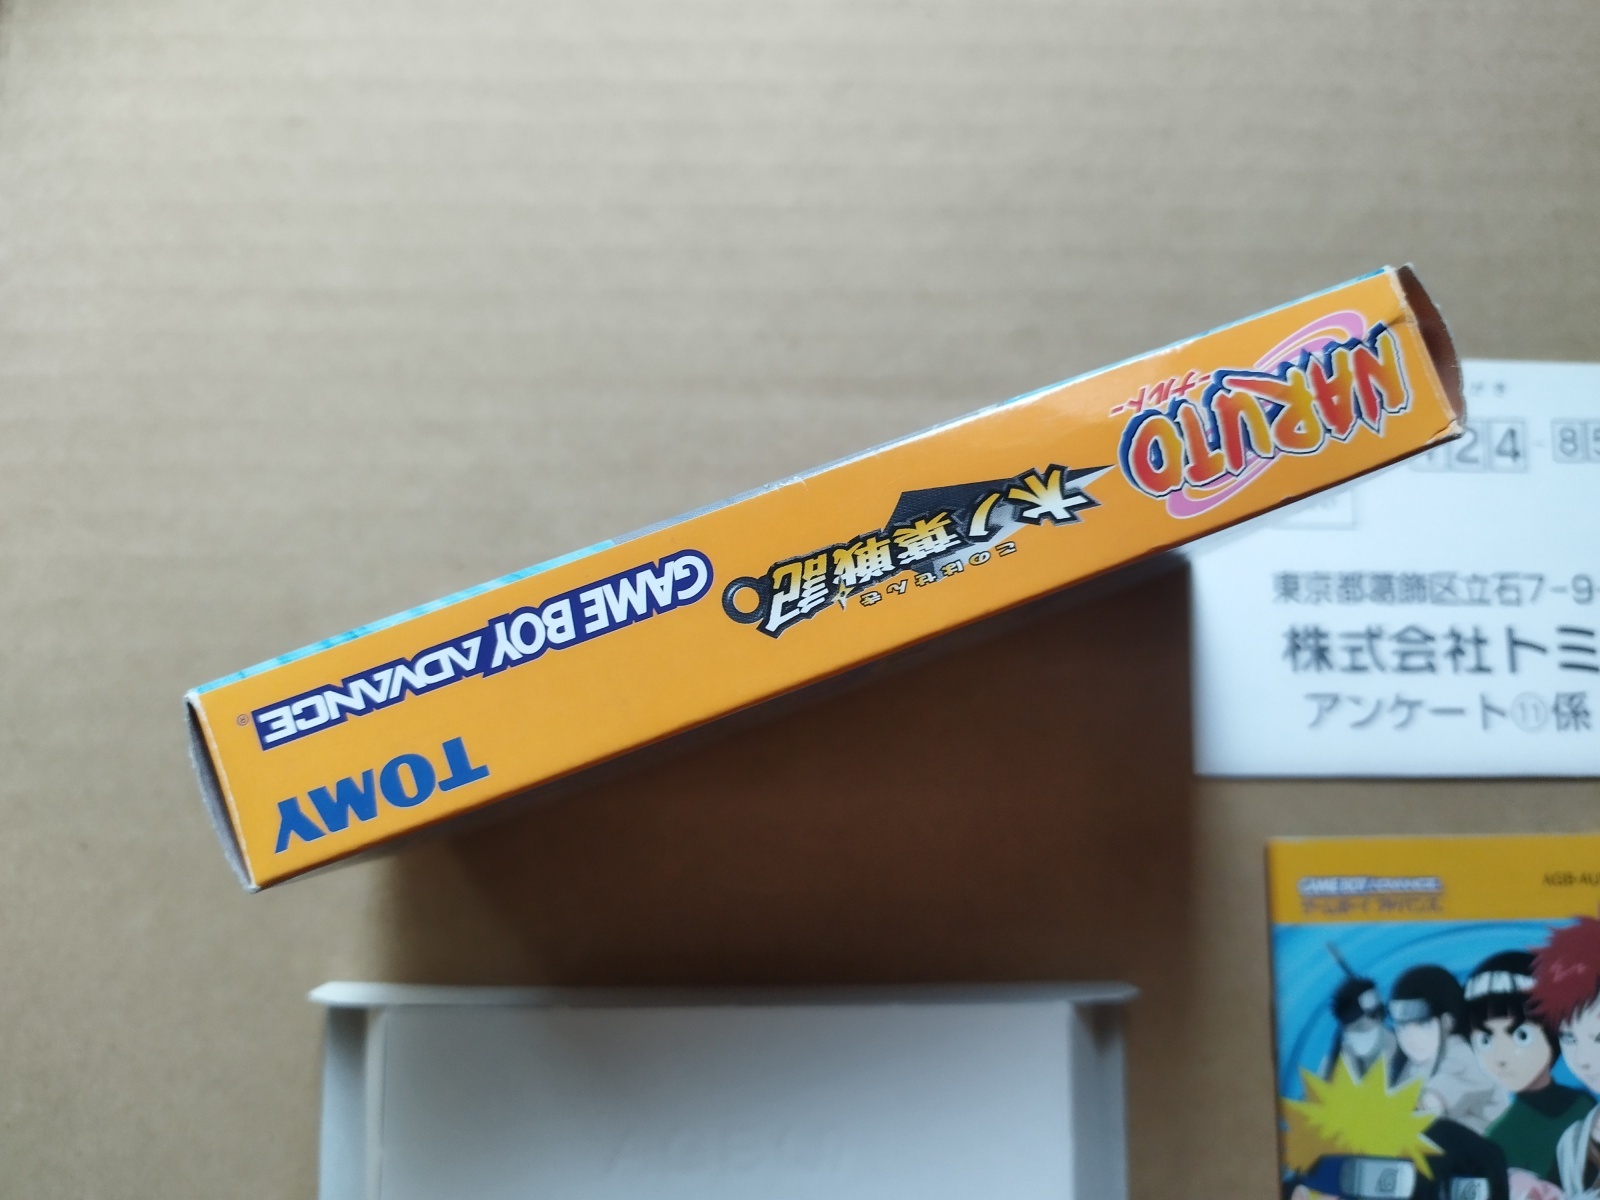 NARUTO
-ナルト-
木ノ葉戦記
このはせんき
GAME BOY ADVANCE
®
TOMY
124-85
東京都葛飾区立石7-9-
株式会社トミ
アンケート⑪係
GAME BOY ADVANCE
ゲームボーイアドバンス
AGB-AU